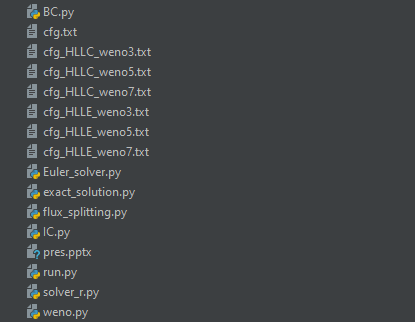 BC.py
cfg.txt
cfg_HLLC_weno3.txt
cfg_HLLC_weno5.txt
cfg_HLLC_weno7.txt
cfg_HLLE_weno3.txt
cfg_HLLE_weno5.txt
cfg_HLLE_weno7.txt
Euler_solver.py
exact_solution.py
flux_splitting.py
IC.py
pres.pptx
run.py
solver_r.py
weno.py